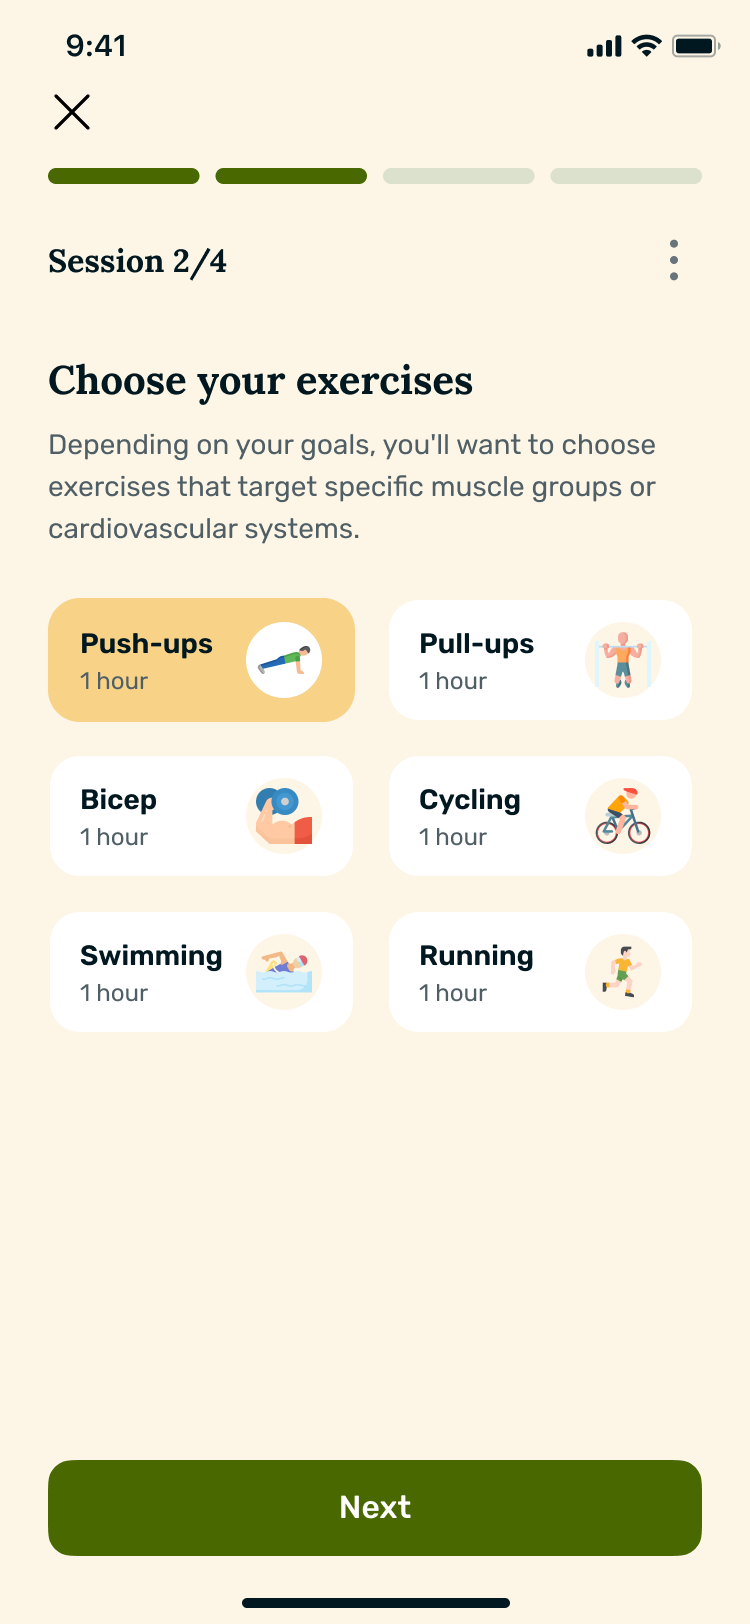 9:41
Session 2/4
Choose your exercises
Depending on your goals, you'll want to choose
exercises that target specific muscle groups or
cardiovascular systems.
Push-ups
1 hour
Pull-ups
1 hour
Bicep
1 hour
Cycling
1 hour
Swimming
1 hour
Running
1 hour
Next